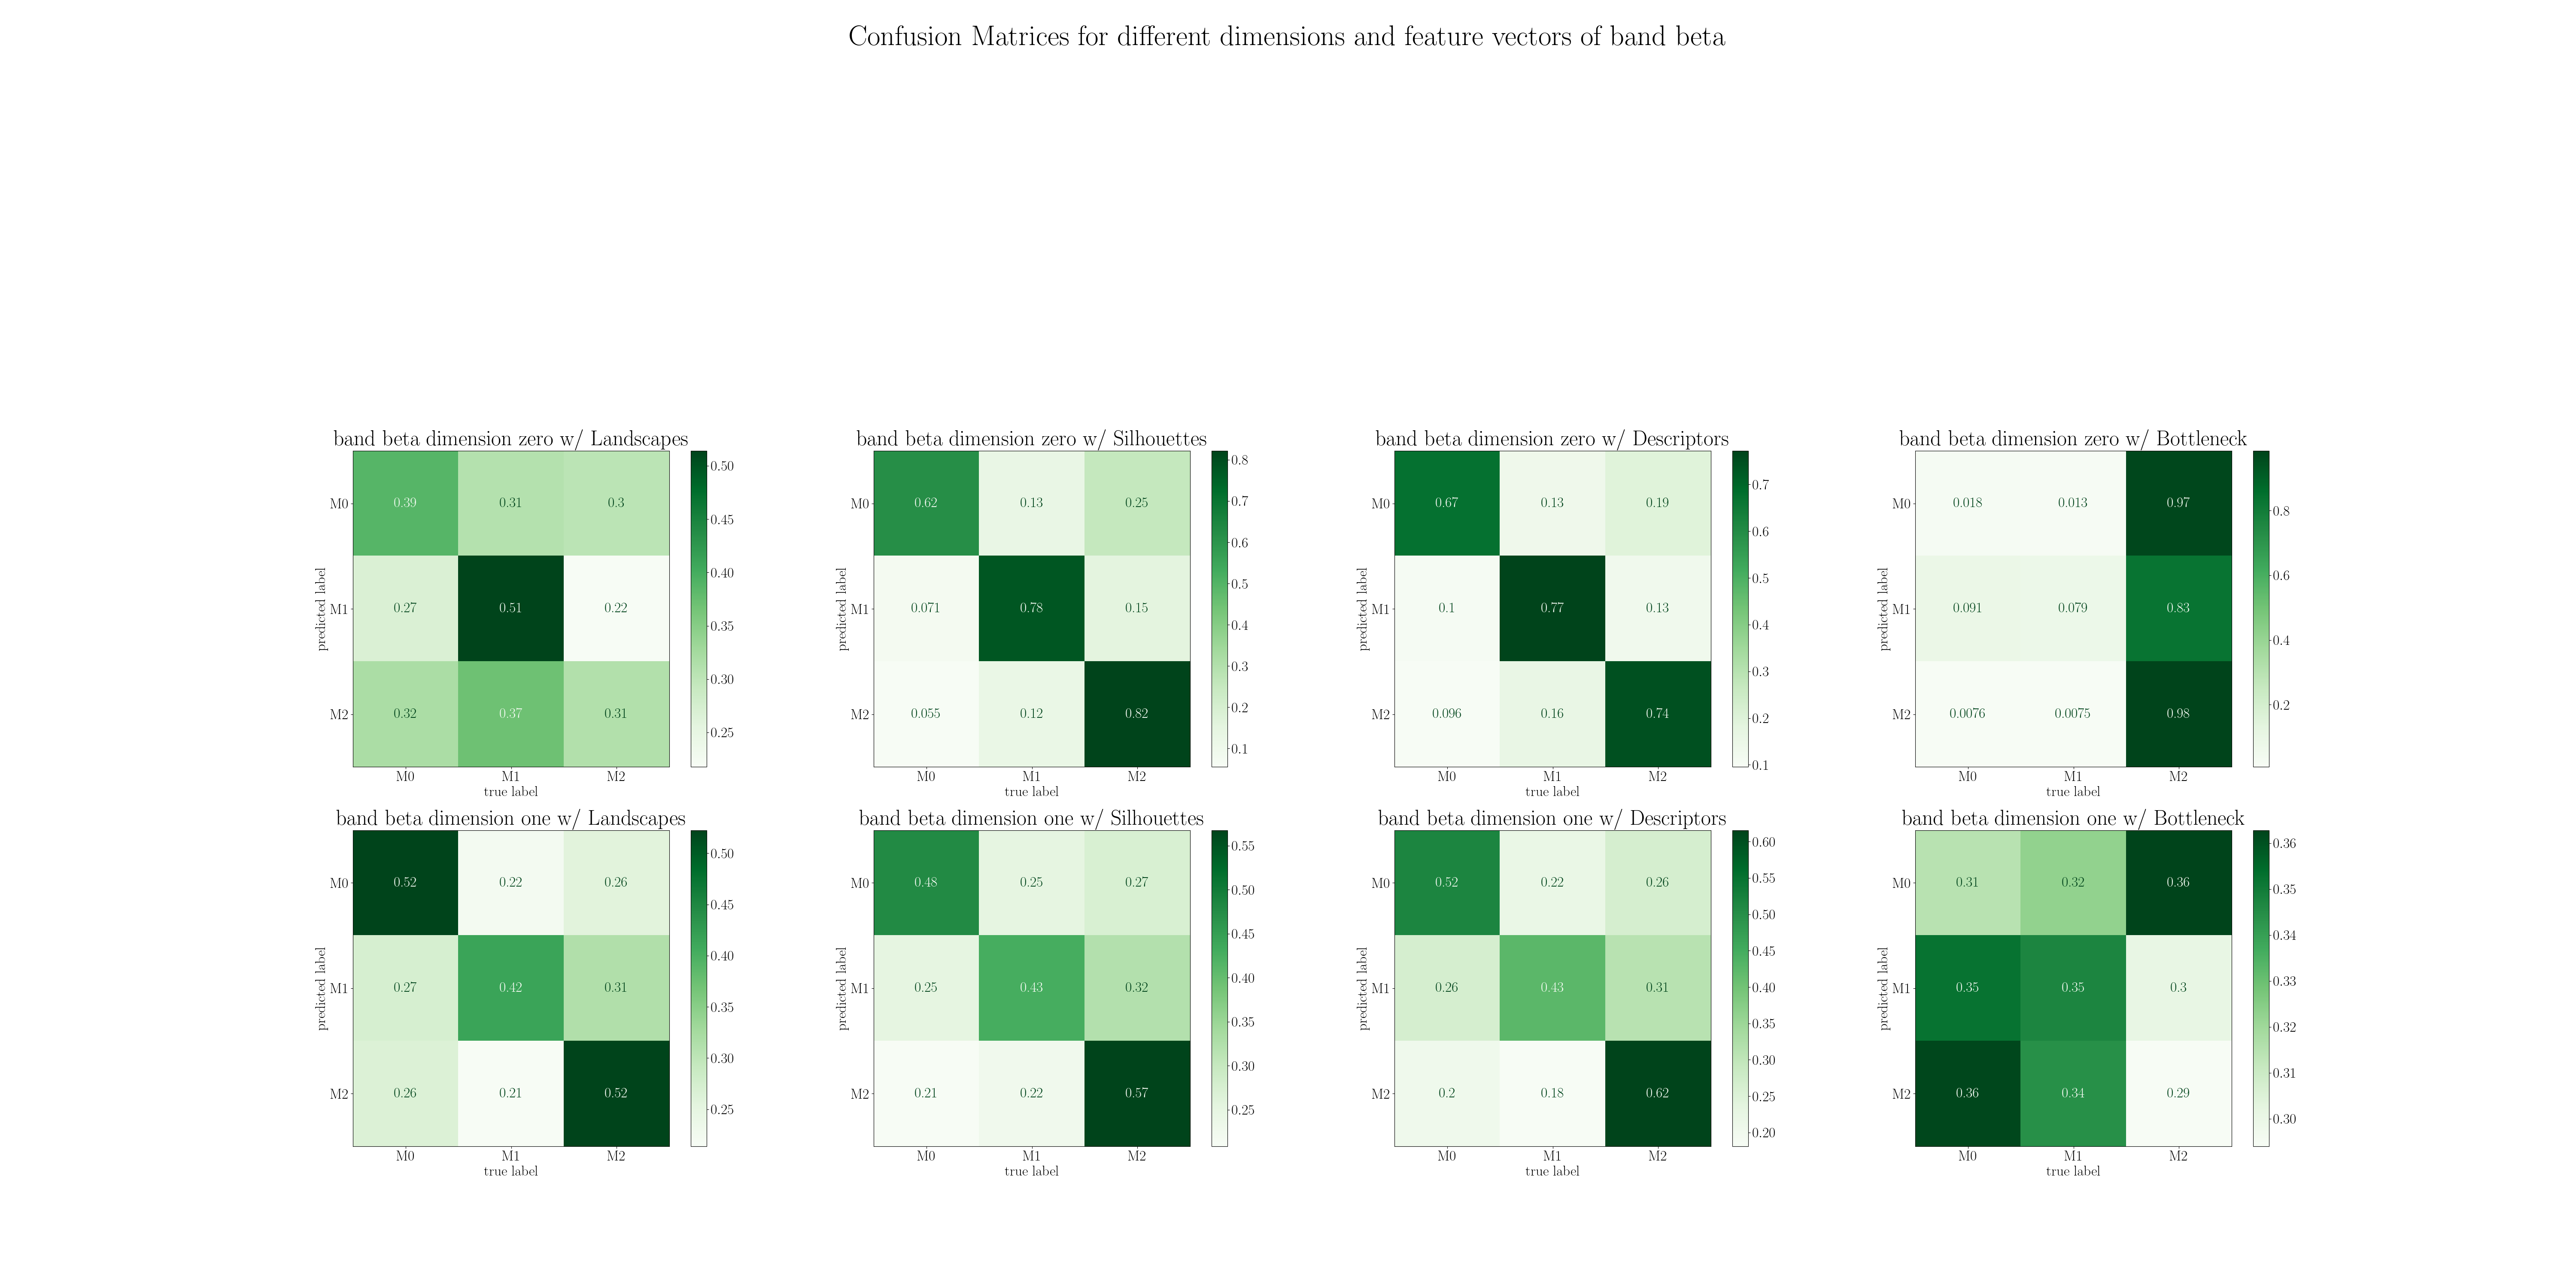 Confusion Matrices for different dimensions and feature vectors of band beta
band beta dimension zero w/ Landscapes
predicted label
M0 0.39 0.31 0.3
M1 0.27 0.51 0.22
M2 0.32 0.37 0.31
M0 M1 M2
true label
0.50
0.45
0.40
0.35
0.30
0.25
band beta dimension zero w/ Silhouettes
predicted label
M0 0.62 0.13 0.25
M1 0.071 0.78 0.15
M2 0.055 0.12 0.82
M0 M1 M2
true label
0.8
0.7
0.6
0.5
0.4
0.3
0.2
0.1
band beta dimension zero w/ Descriptors
predicted label
M0 0.67 0.13 0.19
M1 0.1 0.77 0.13
M2 0.096 0.16 0.74
M0 M1 M2
true label
0.7
0.6
0.5
0.4
0.3
0.2
0.1
band beta dimension zero w/ Bottleneck
predicted label
M0 0.018 0.013 0.97
M1 0.091 0.079 0.83
M2 0.0076 0.0075 0.98
M0 M1 M2
true label
0.8
0.6
0.4
0.2
band beta dimension one w/ Landscapes
predicted label
M0 0.52 0.22 0.26
M1 0.27 0.42 0.31
M2 0.26 0.21 0.52
M0 M1 M2
true label
0.50
0.45
0.40
0.35
0.30
0.25
band beta dimension one w/ Silhouettes
predicted label
M0 0.48 0.25 0.27
M1 0.25 0.43 0.32
M2 0.21 0.22 0.57
M0 M1 M2
true label
0.55
0.50
0.45
0.40
0.35
0.30
0.25
band beta dimension one w/ Descriptors
predicted label
M0 0.52 0.22 0.26
M1 0.26 0.43 0.31
M2 0.2 0.18 0.62
M0 M1 M2
true label
0.60
0.55
0.50
0.45
0.40
0.35
0.30
0.25
0.20
band beta dimension one w/ Bottleneck
predicted label
M0 0.31 0.32 0.36
M1 0.35 0.35 0.3
M2 0.36 0.34 0.29
M0 M1 M2
true label
0.36
0.35
0.34
0.33
0.32
0.31
0.30